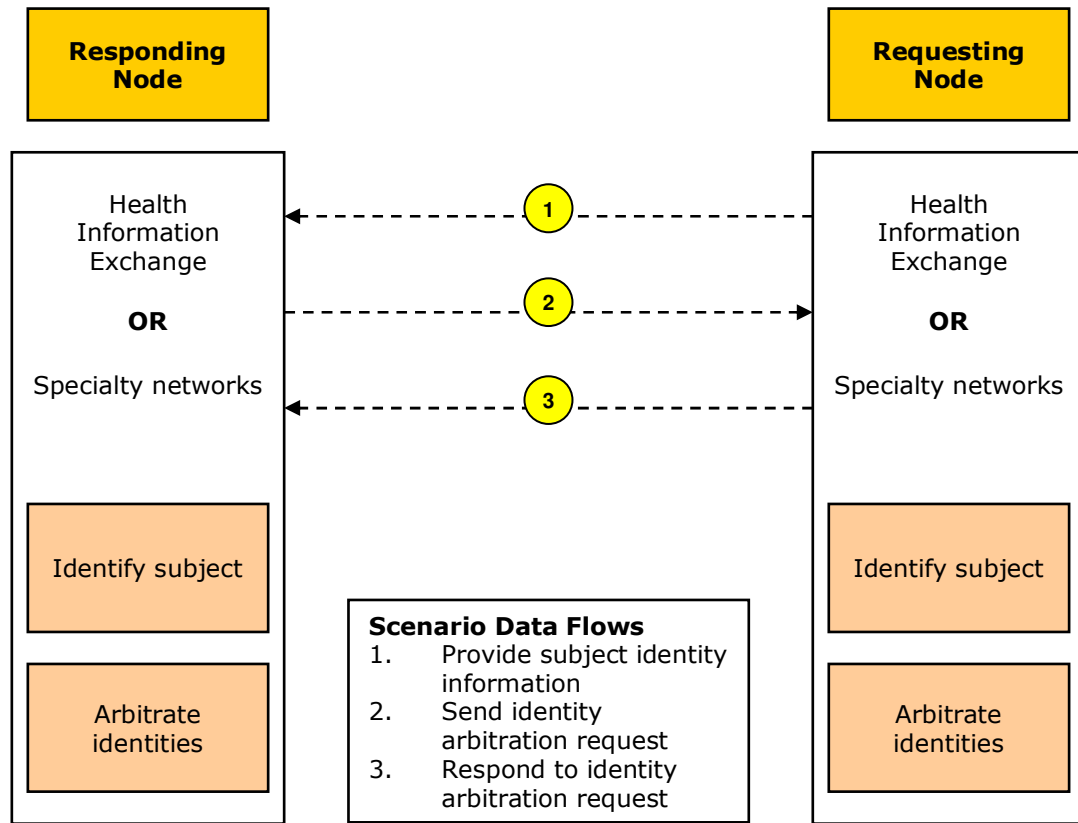 Responding
Node
Requesting
Node
Health
Information
Exchange
OR
Specialty networks
1
2
3
Health
Information
Exchange
OR
Specialty networks
Identify subject
Arbitrate
identities
Scenario Data Flows
1. Provide subject identity
information
2. Send identity
arbitration request
3. Respond to identity
arbitration request
Identify subject
Arbitrate
identities